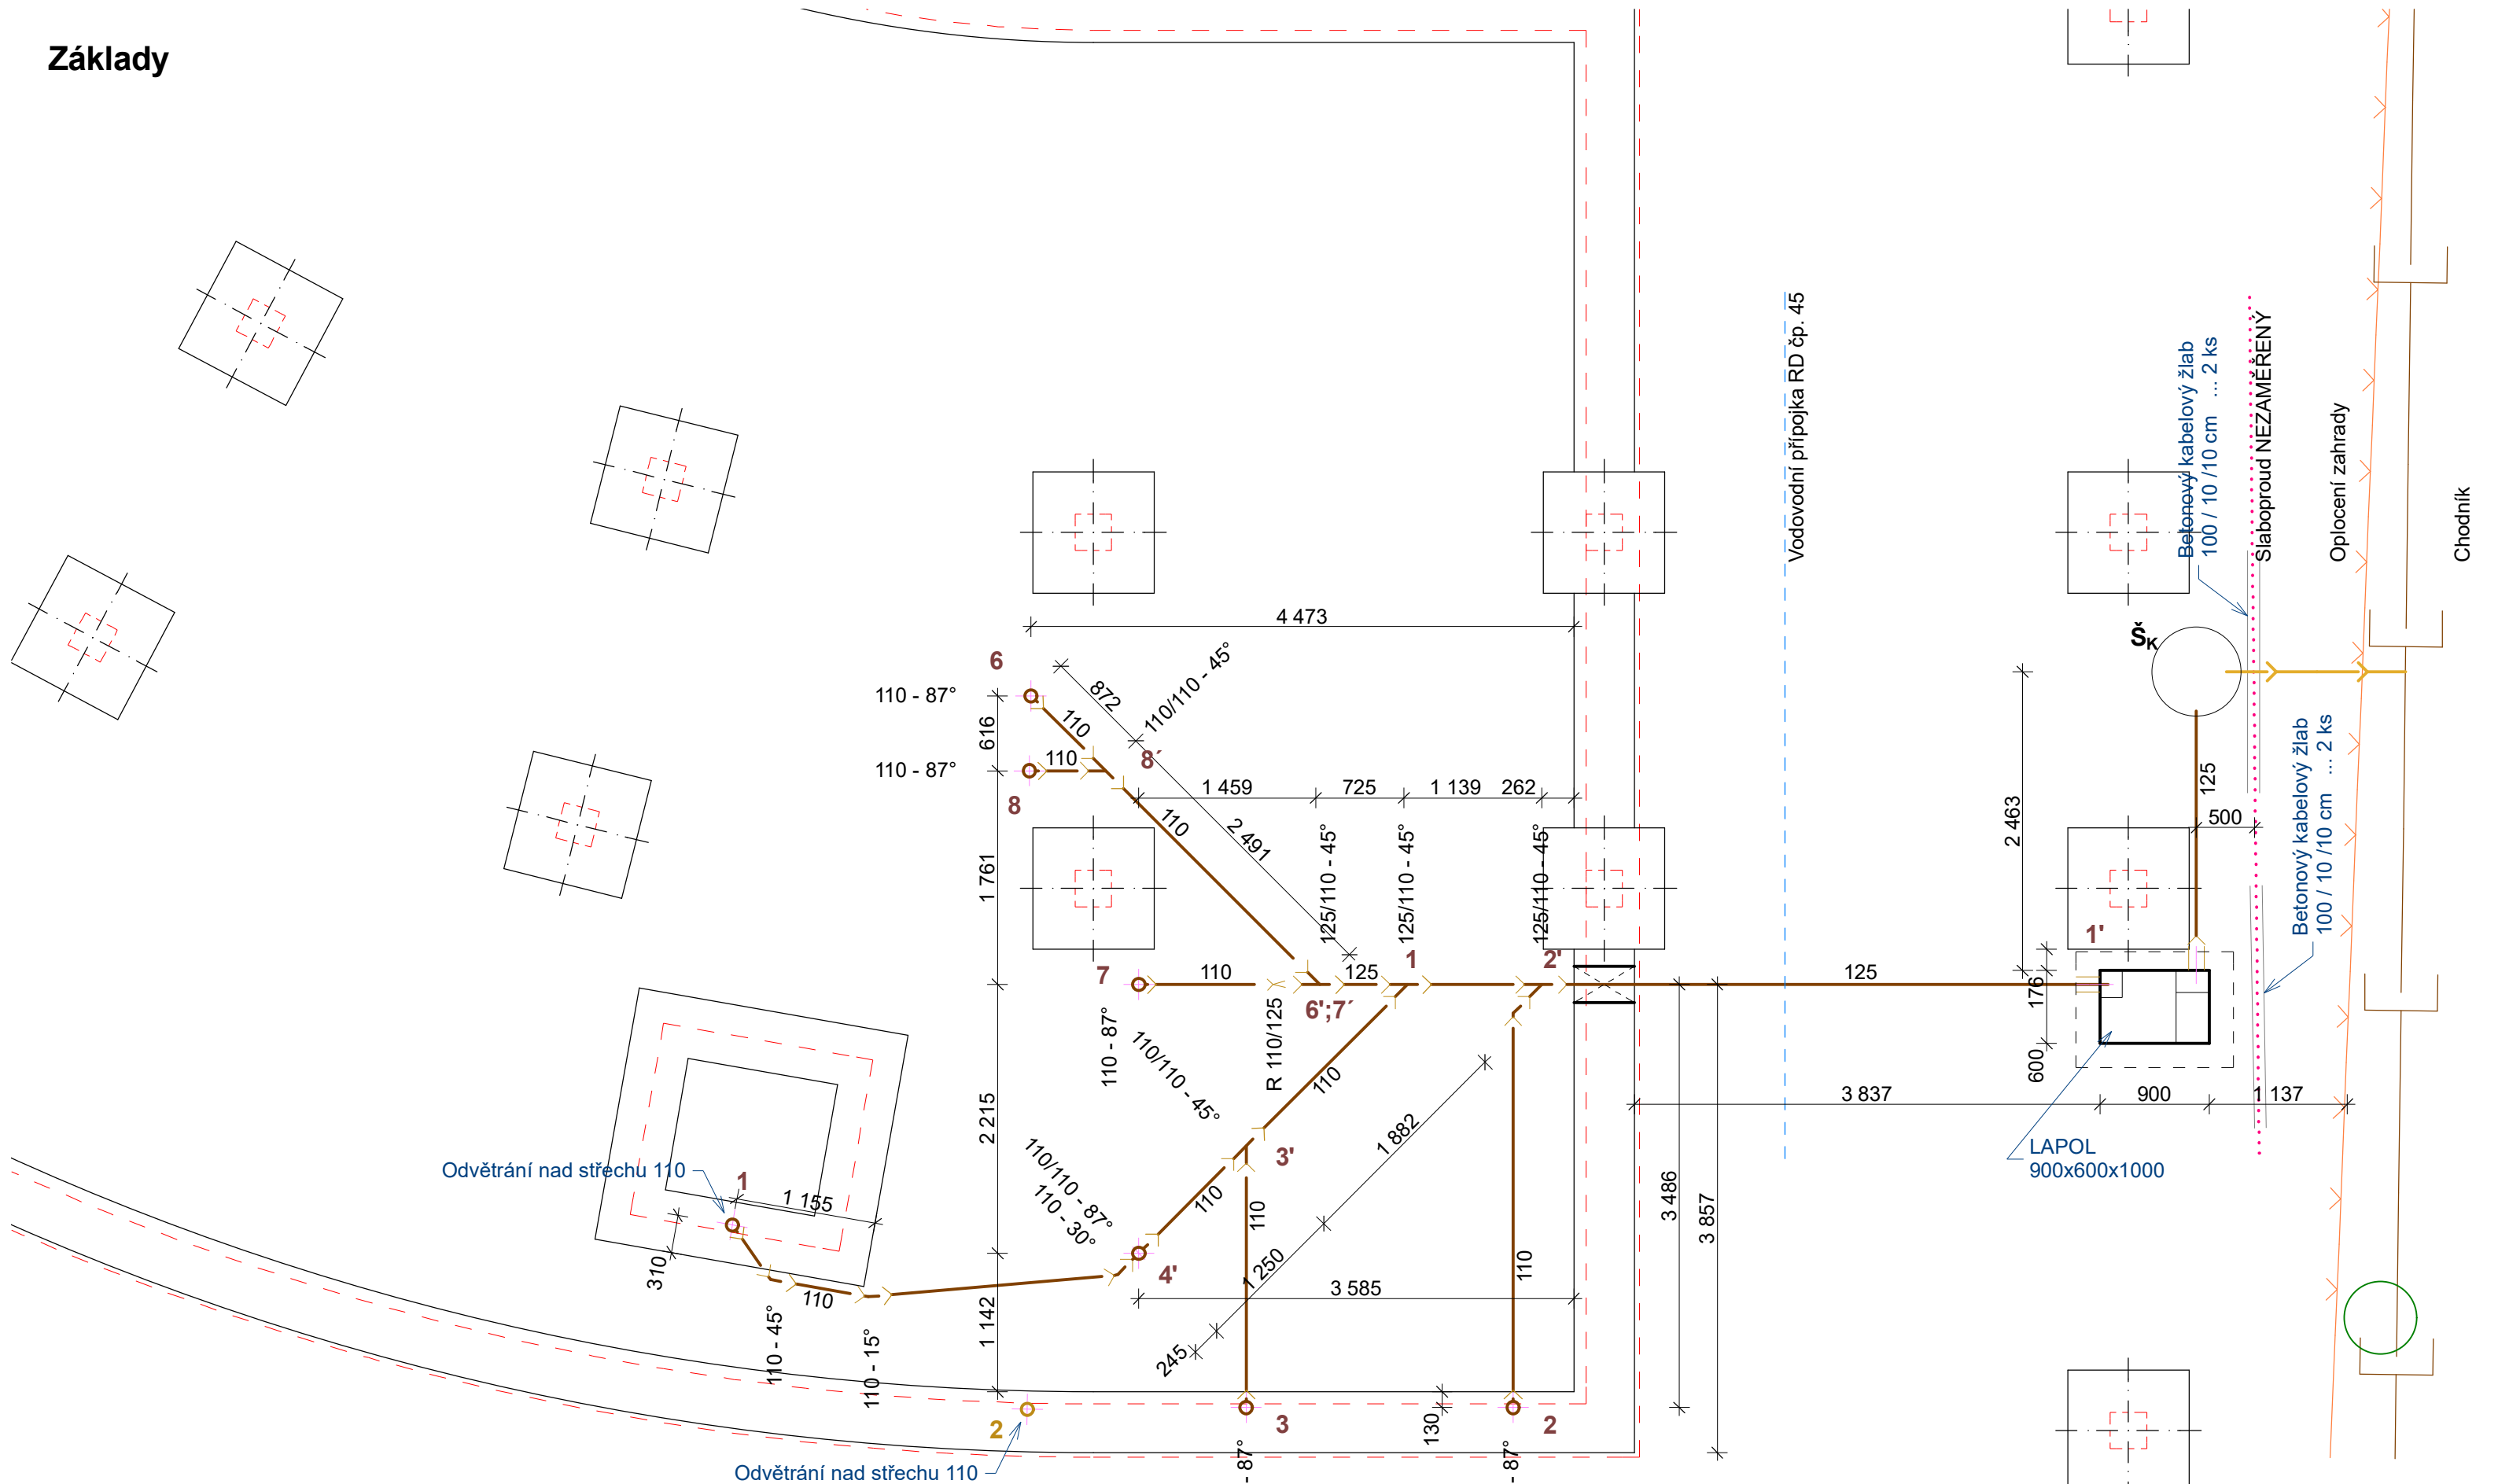 Základy
Vodovodní přípojka RD čp. 45
Betonový kabelový žlab
100 / 10 /10 cm ... 2 ks
Slaboproud NEZAMĚŘENÝ
Oplocení zahrady
Chodník
4 473
ŠK
6
872
110/110 - 45°
110 - 87°
110
616
110 - 87°
110
8´
8
1 459
725
1 139
262
125
2 463
500
110
2 491
1 761
125/110 - 45°
125/110 - 45°
125/110 - 45°
Betonový kabelový žlab
100 / 10 /10 cm ... 2 ks
1'
7
110
125
1
2'
125
176
6';7´
R 110/125
110 - 87°
110/110 - 45°
110
600
3 837
900
1 137
2 215
1 882
LAPOL
900x600x1000
3'
110/110 - 87°
110 - 30°
Odvětrání nad střechu 110
1
1 155
110
110
3 486
3 857
310
4'
1 250
110
3 585
110
1 142
110 - 45°
110 - 15°
245
130
2
3
2
- 87°
- 87°
Odvětrání nad střechu 110